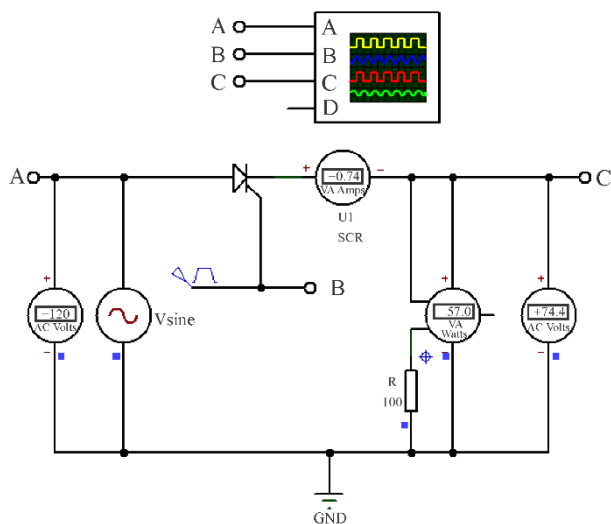 A
A
B
B
C
C
D
A
C
+
−
−0.74
VA Amps
U1
SCR
B
+
−120
AC Volts
−
Vsine
+
57.0
VA
Watts
−
+
+74.4
AC Volts
−
R
100
GND